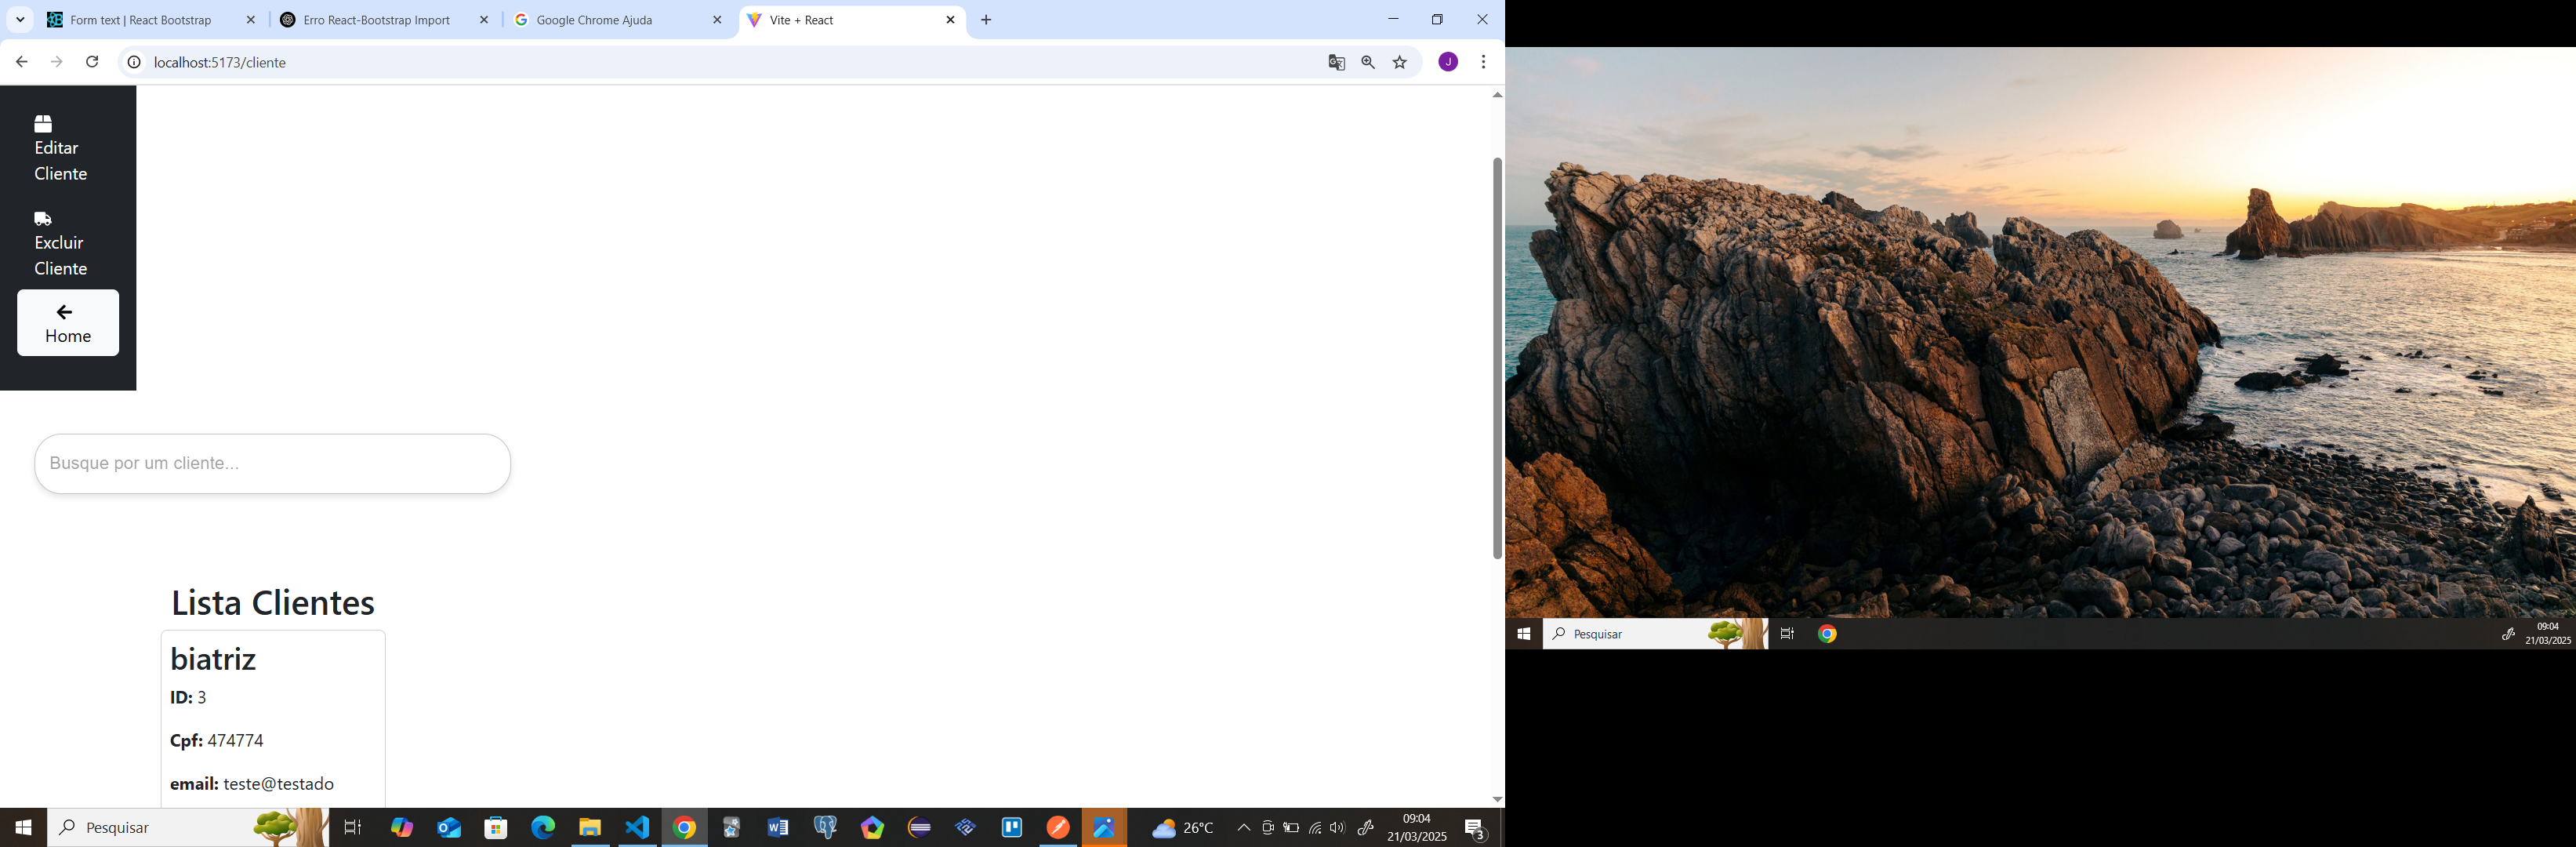 Form text | React Bootstrap
Erro React-Bootstrap Import
Google Chrome Ajuda
Vite + React
localhost:5173/cliente
J
Editar
Cliente
Excluir
Cliente
Home
Busque por um cliente...
Lista Clientes
biatriz
ID: 3
Cpf: 474774
email: teste@testado
Pesquisar
26°C
09:04
21/03/2025
3
Pesquisar
09:04
21/03/2025